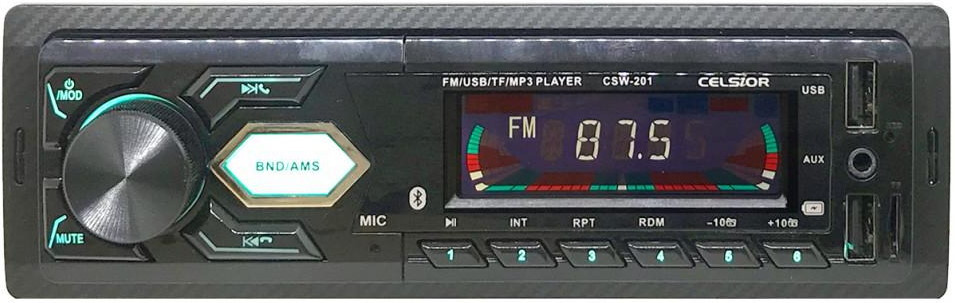 /MOD
BND/AMS
MUTE
MIC
FM/USB/TF/MP3 PLAYER CSW-201 CELSIOR
FM 87.5
INT RPT RDM -10 +10
1 2 3 4 5 6
USB
AUX